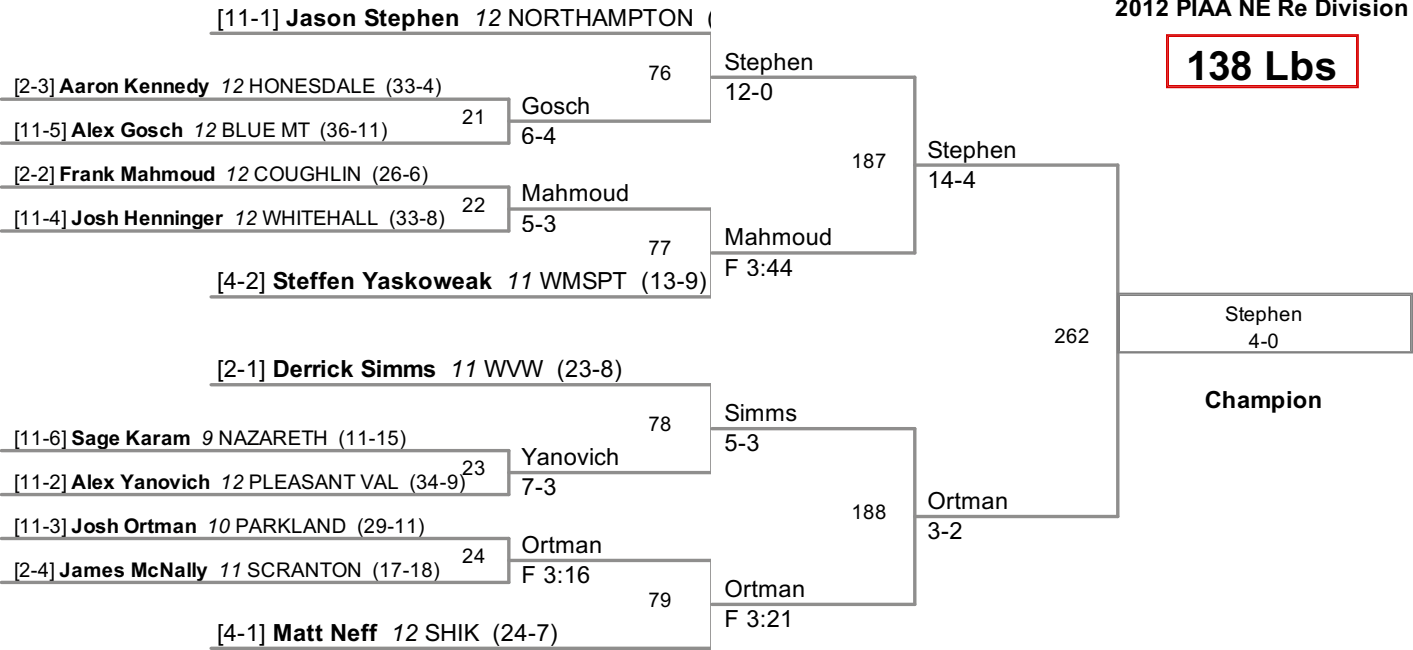 2012 PIAA NE Re Division
138 Lbs
[11-1] Jason Stephen 12 NORTHAMPTON (
76
Stephen
12-0
[2-3] Aaron Kennedy 12 HONESDALE (33-4)
21
Gosch
6-4
[11-5] Alex Gosch 12 BLUE MT (36-11)
187
Stephen
14-4
[2-2] Frank Mahmoud 12 COUGHLIN (26-6)
22
Mahmoud
5-3
[11-4] Josh Henninger 12 WHITEHALL (33-8)
77
Mahmoud
F 3:44
[4-2] Steffen Yaskoweak 11 WMSPT (13-9)
262
Stephen
4-0
Champion
[2-1] Derrick Simms 11 WVW (23-8)
78
Simms
5-3
[11-6] Sage Karam 9 NAZARETH (11-15)
23
Yanovich
7-3
[11-2] Alex Yanovich 12 PLEASANT VAL (34-9)
188
Ortman
3-2
[11-3] Josh Ortman 10 PARKLAND (29-11)
24
Ortman
F 3:16
[2-4] James McNally 11 SCRANTON (17-18)
79
Ortman
F 3:21
[4-1] Matt Neff 12 SHIK (24-7)